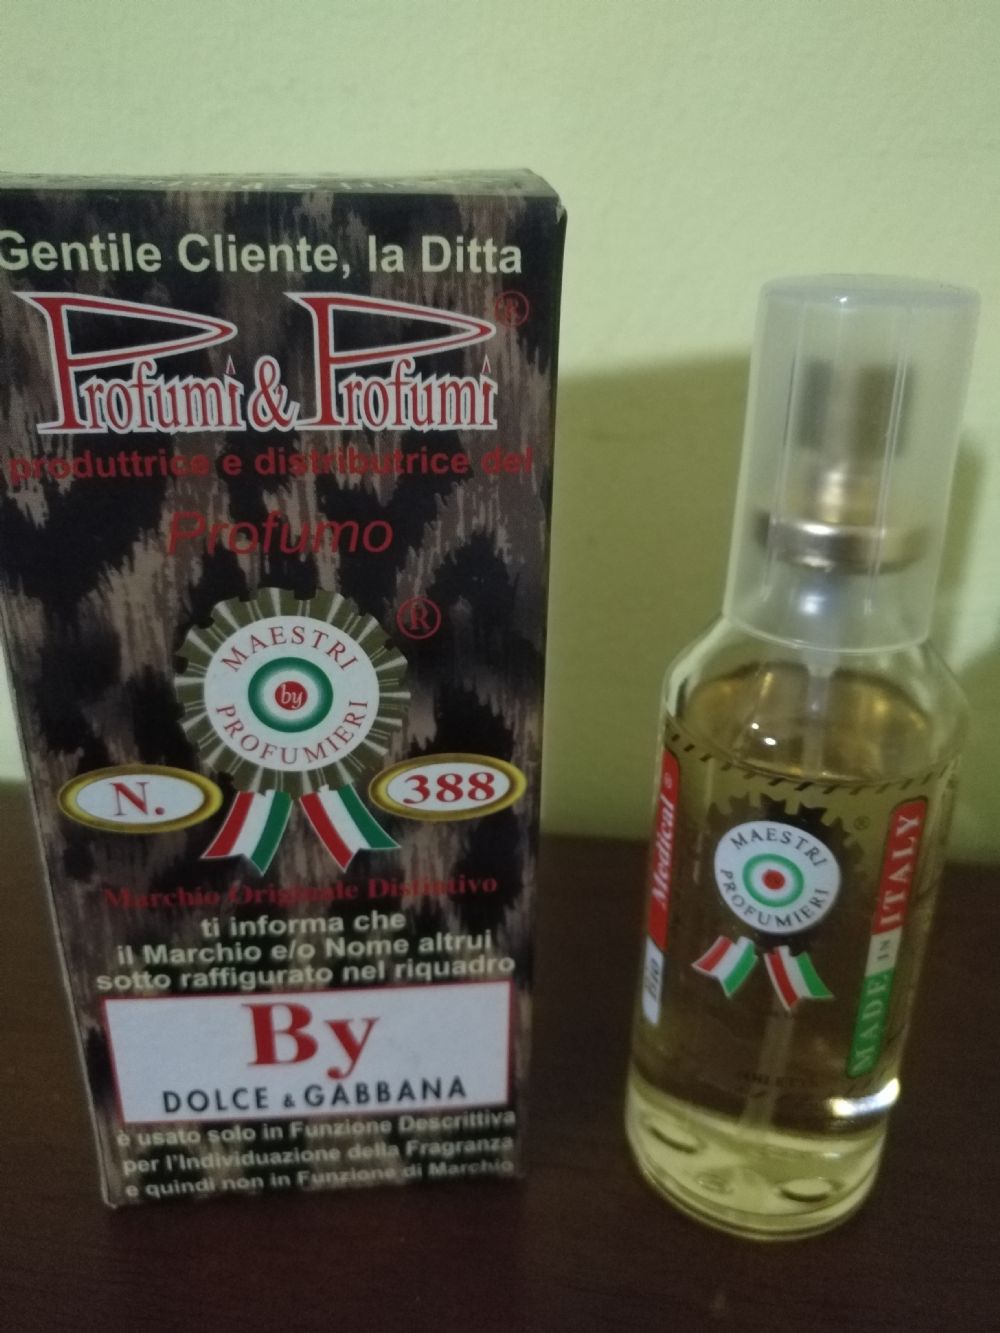 Gentile Cliente, la Ditta
Profumi & Profumi ®
produttrice e distributrice del
Profumo
®
MAESTRI
by
PROFUMIERI
N. 388
Marchio Originale Distintivo
ti informa che
il Marchio e/o Nome altrui
sotto raffigurato nel riquadro
By
DOLCE & GABBANA
è usato solo in Funzione Descrittiva
per l'Individuazione della Fragranza
e quindi non in Funzione di Marchio
Bio Medical ®
MAESTRI
PROFUMIERI
®
MADE IN ITALY